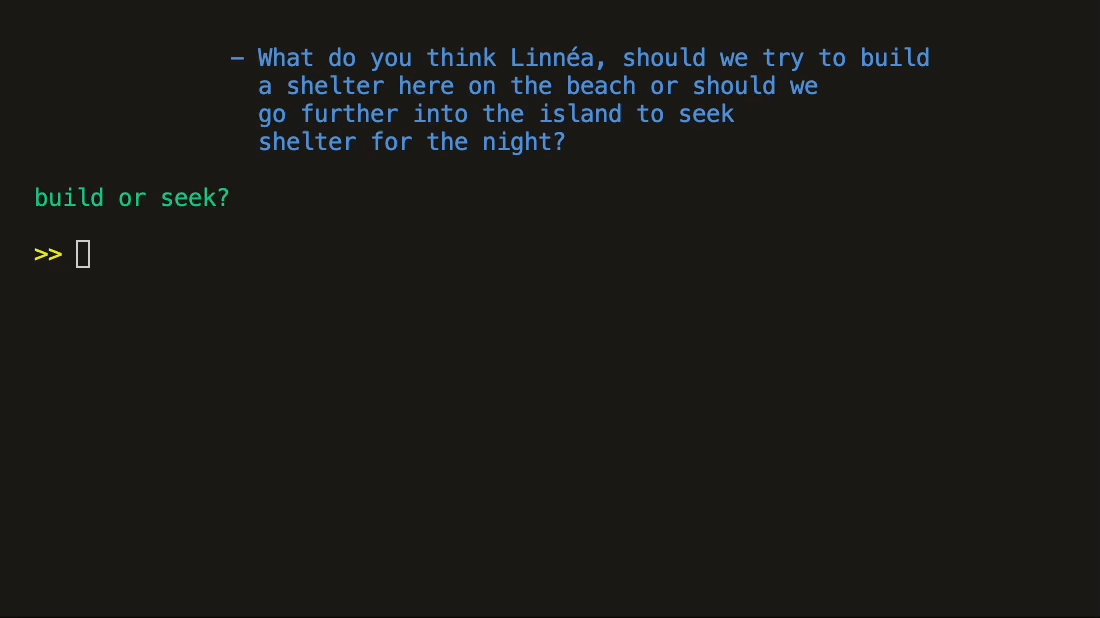 – What do you think Linnéa, should we try to build
a shelter here on the beach or should we
go further into the island to seek
shelter for the night?
build or seek?
>>